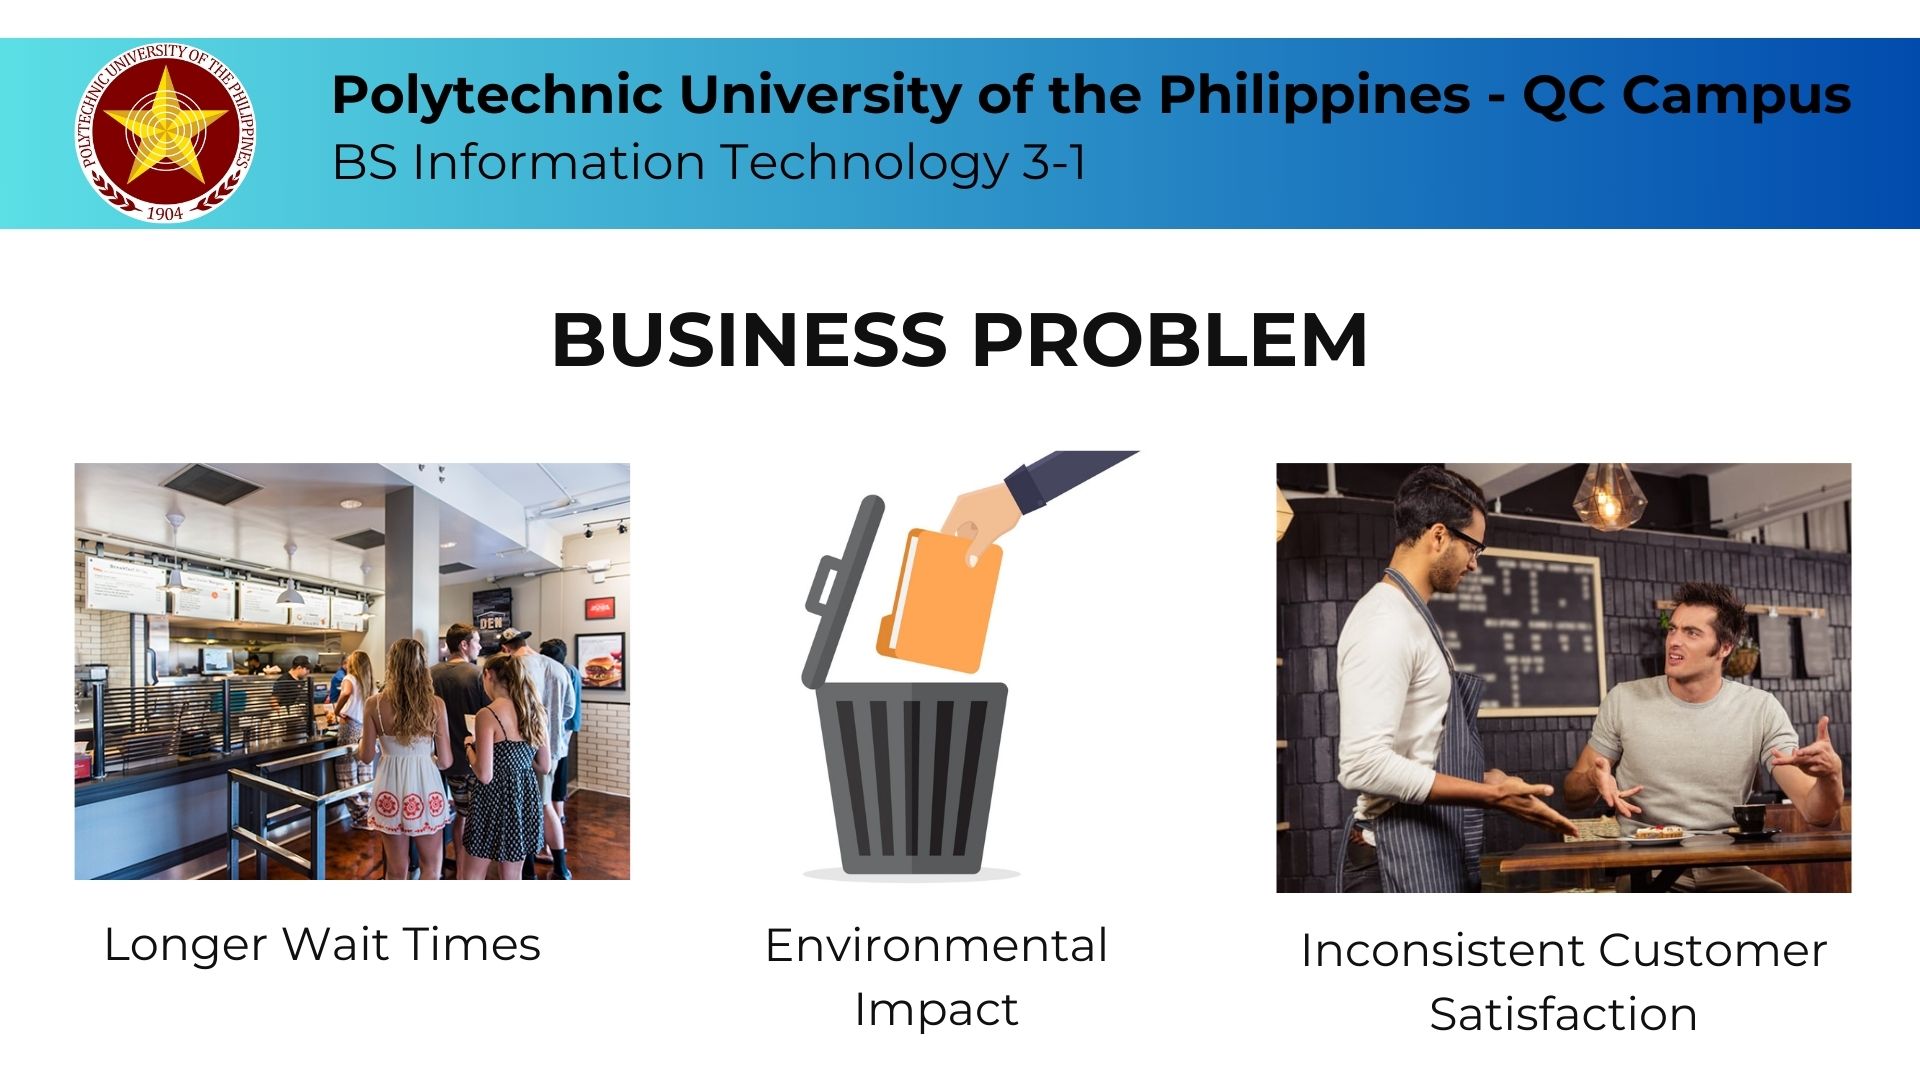 POLYTECHNIC UNIVERSITY OF THE PHILIPPINES
1904
Polytechnic University of the Philippines - QC Campus
BS Information Technology 3-1
BUSINESS PROBLEM
DEN
Longer Wait Times
Environmental
Impact
Inconsistent Customer
Satisfaction